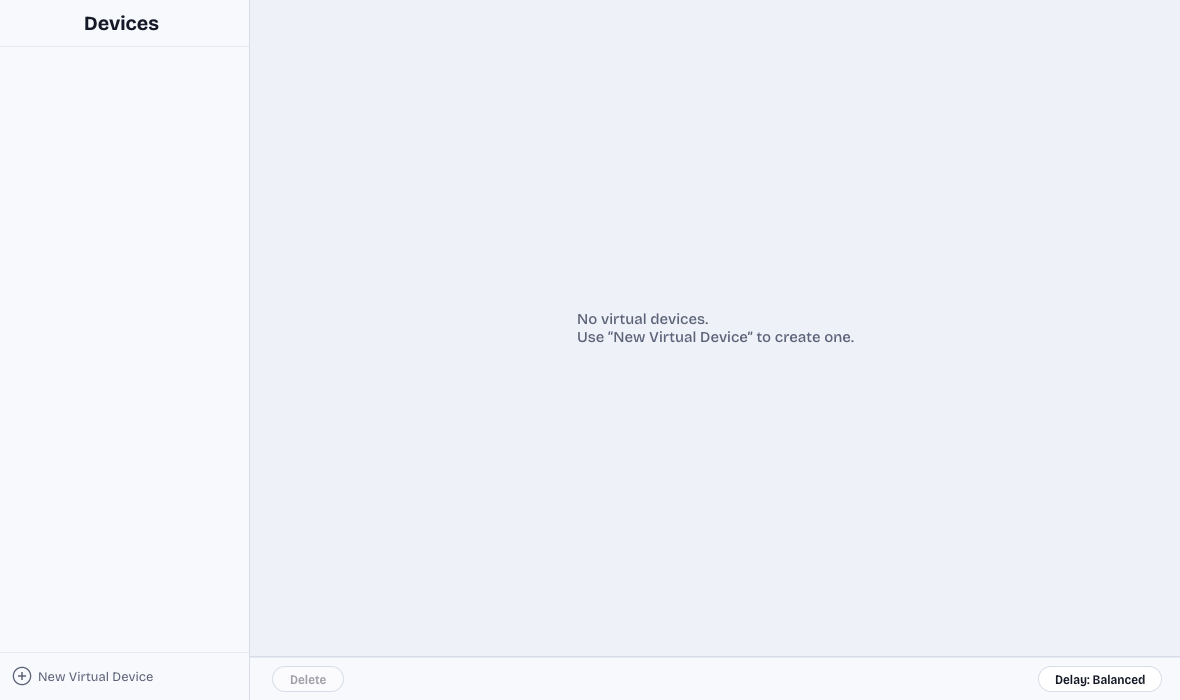 Devices
No virtual devices.
Use “New Virtual Device” to create one.
New Virtual Device
Delete
Delay: Balanced